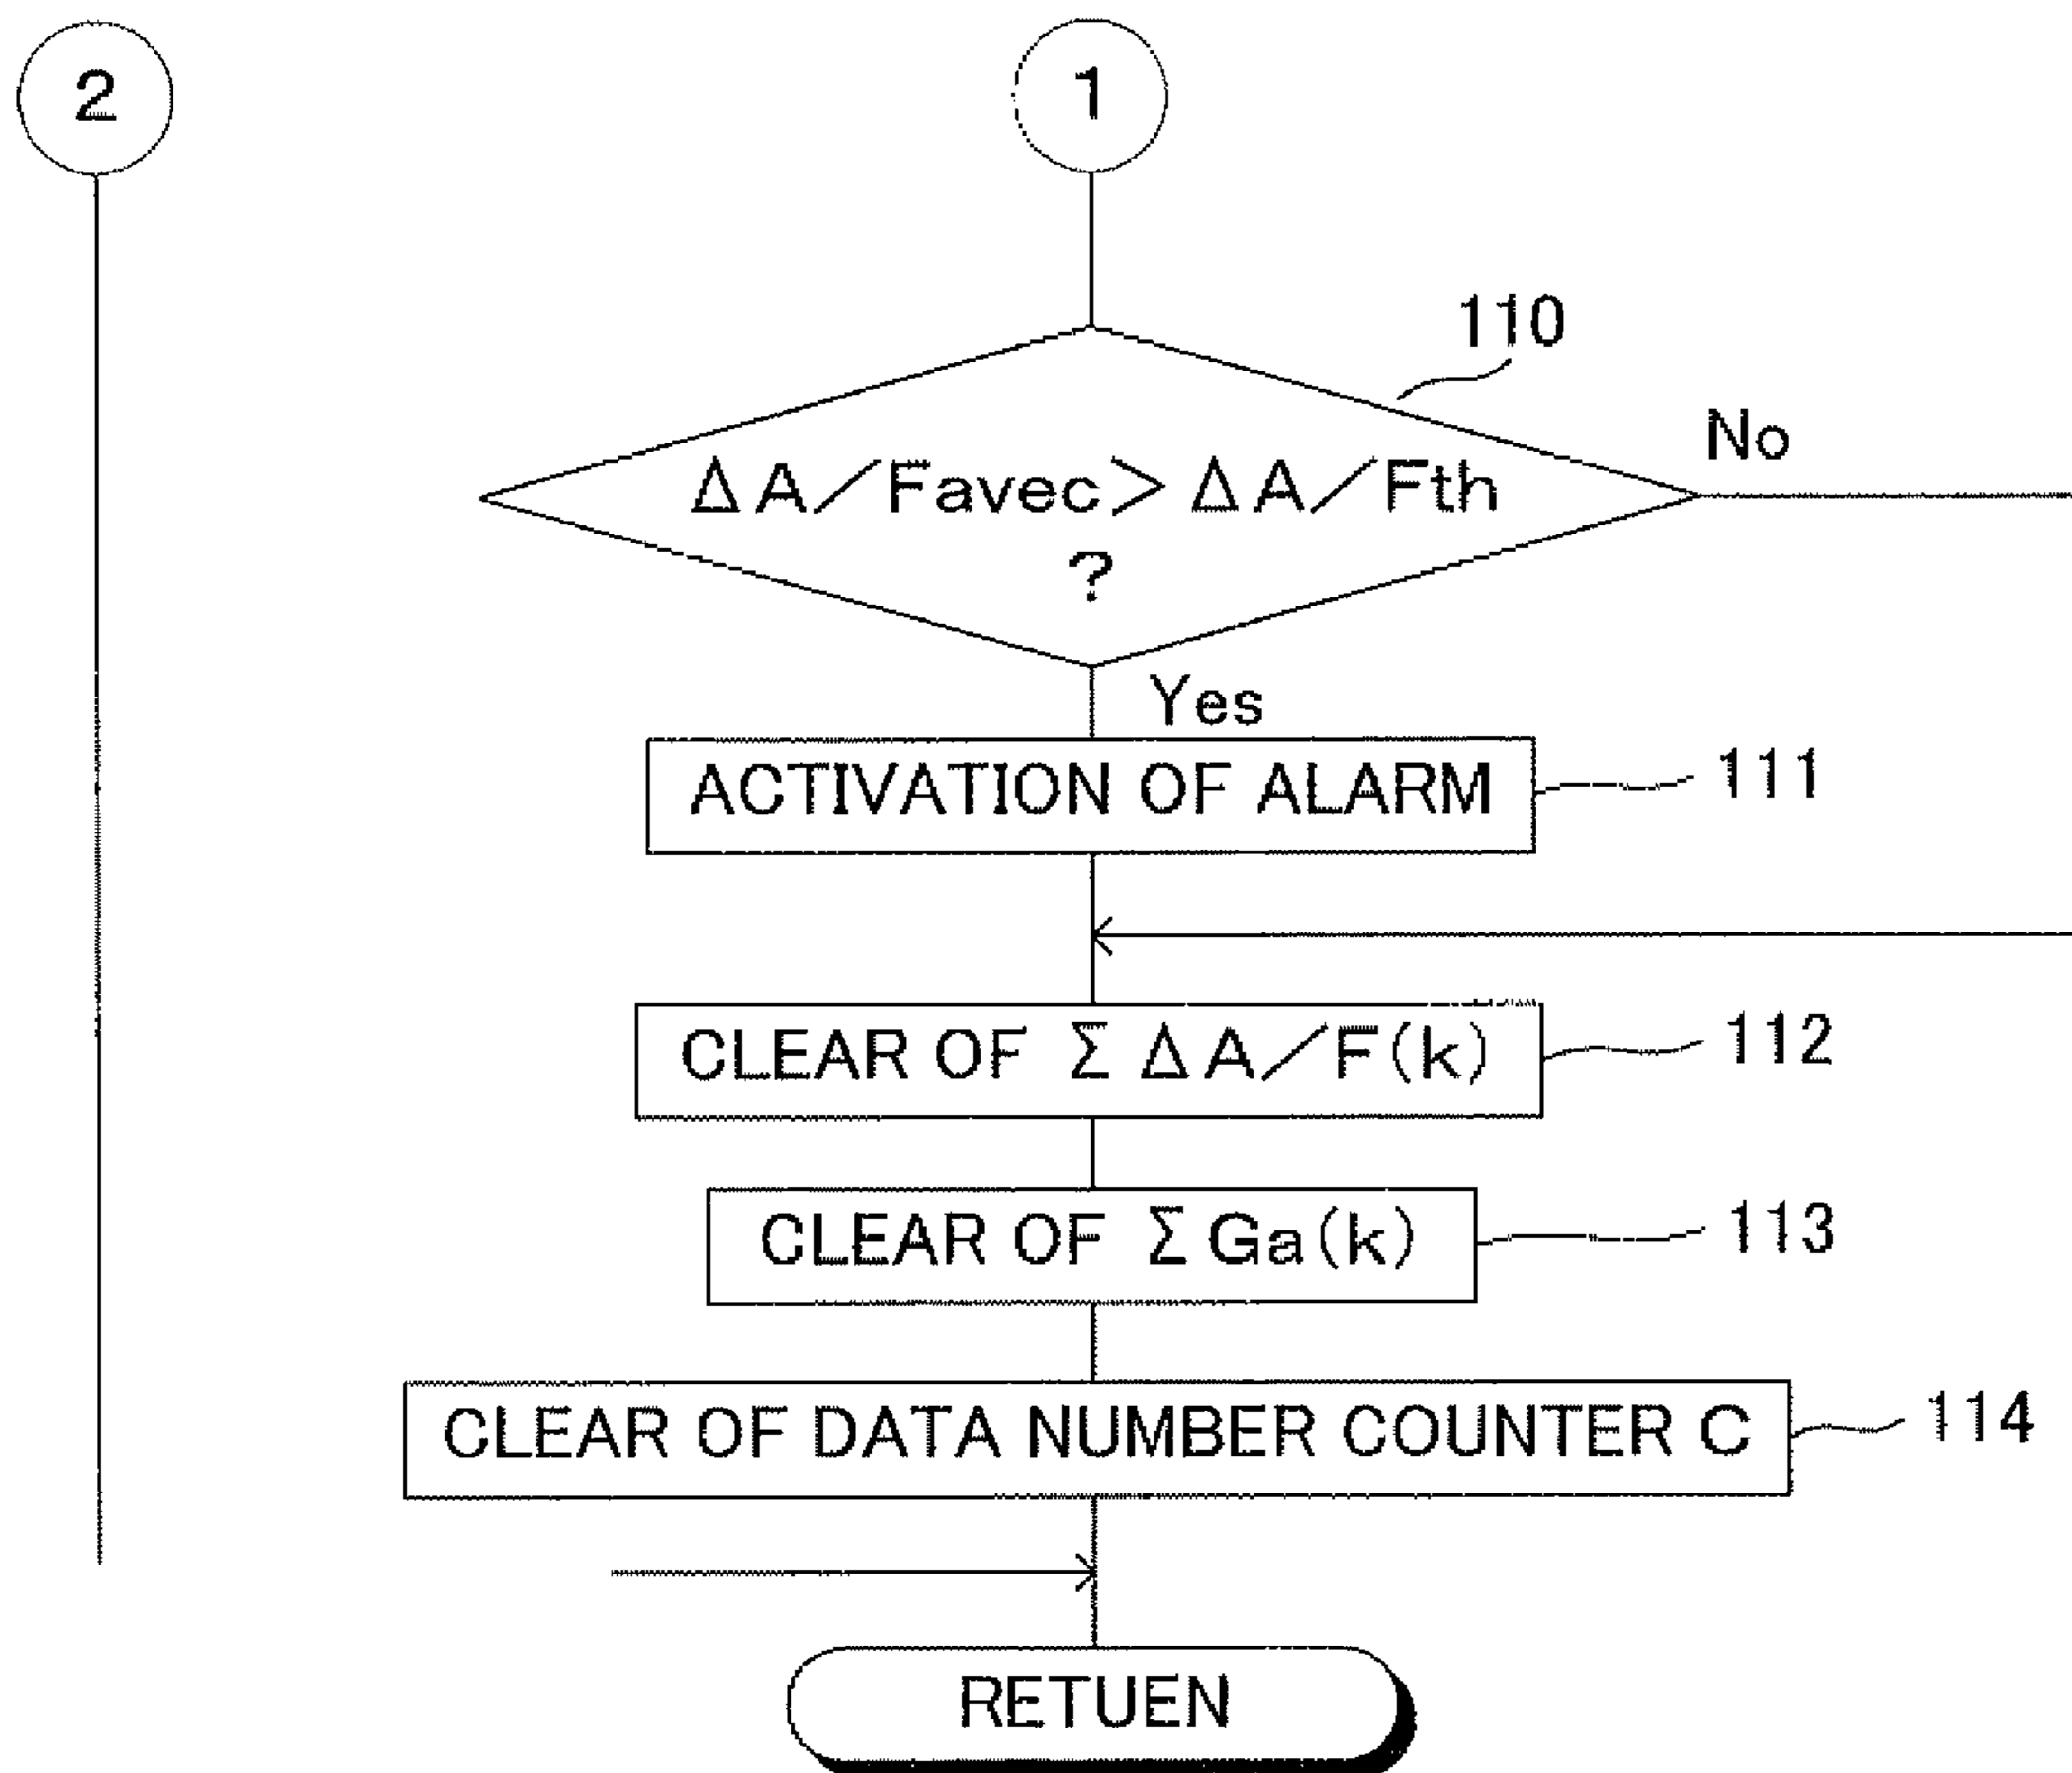 2
1
110
No
ΔA／Favec＞ΔA／Fth
?
Yes
ACTIVATION OF ALARM
111
CLEAR OF Σ ΔA／F(k)
112
CLEAR OF ΣGa(k)
113
CLEAR OF DATA NUMBER COUNTER C
114
RETUEN